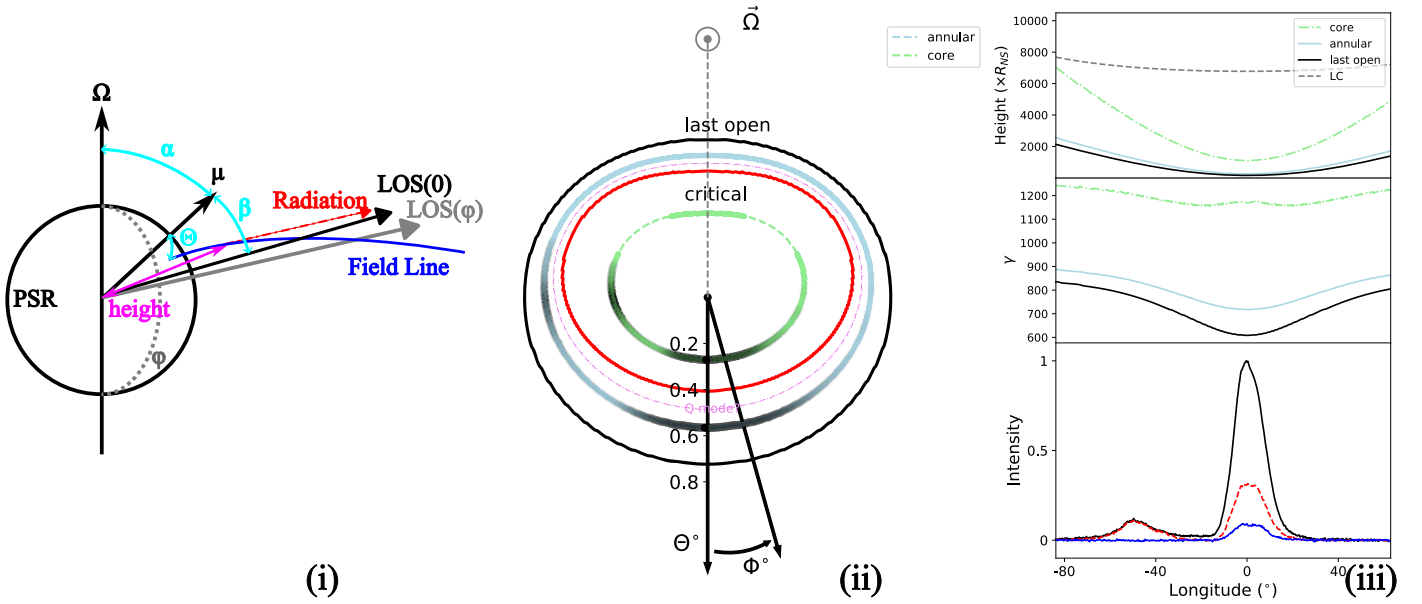 Ω
α
μ
LOS(0)
Radiation
β
LOS(φ)
Θ
Field Line
PSR
height
φ
(i)
Ω
annular
core
last open
critical
0.2
0.4
Q-mode?
0.6
0.8
Θ°
Φ°
(ii)
10000
8000
6000
4000
2000
Height (×R_NS)
core
annular
last open
LC
1200
1100
900
800
700
600
γ
1
0.5
0
Intensity
-80
-40
0
40
Longitude (°)
(iii)